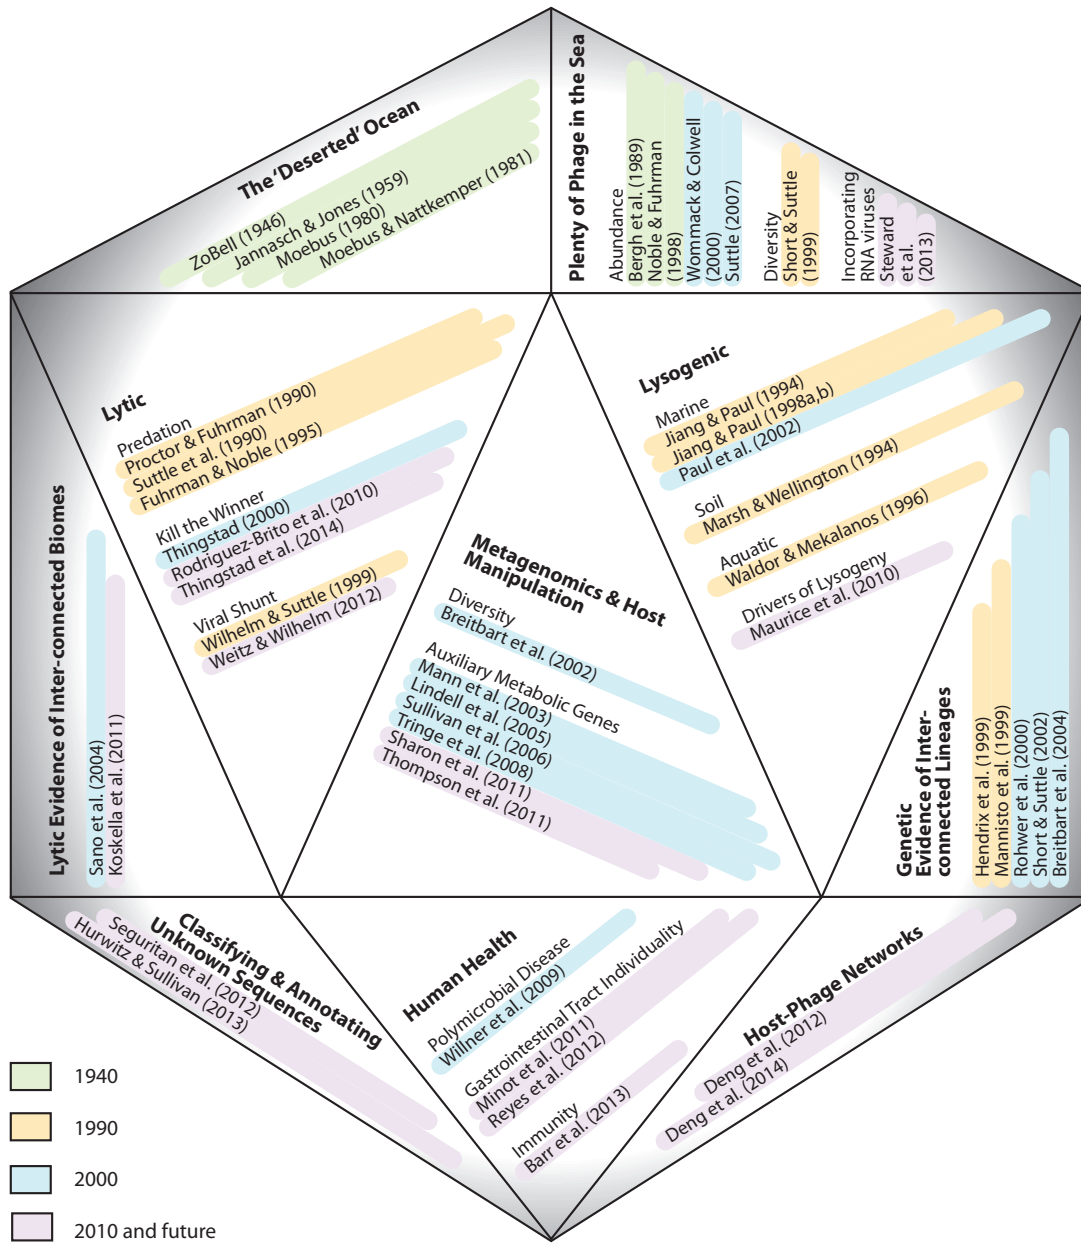 The ‘Deserted’ Ocean
ZoBell (1946)
Jannasch & Jones (1959)
Moebus (1980)
Moebus & Nattkemper (1981)
Plenty of Phage in the Sea
Abundance
Bergh et al. (1989)
Noble & Fuhrman
(1998)
Wommack & Colwell
(2000)
Suttle (2007)
Diversity
Short & Suttle
(1999)
Incorporating
RNA viruses
Steward
et al.
(2013)
Lytic
Predation
Proctor & Fuhrman (1990)
Suttle et al. (1990)
Fuhrman & Noble (1995)
Kill the Winner
Thingstad (2000)
Rodriguez-Brito et al. (2010)
Thingstad et al. (2014)
Viral Shunt
Wilhelm & Suttle (1999)
Weitz & Wilhelm (2012)
Lysogenic
Marine
Jiang & Paul (1994)
Jiang & Paul (1998a,b)
Paul et al. (2002)
Soil
Marsh & Wellington (1994)
Aquatic
Waldor & Mekalanos (1996)
Drivers of Lysogeny
Maurice et al. (2010)
Metagenomics & Host
Manipulation
Diversity
Breitbart et al. (2002)
Auxiliary Metabolic Genes
Mann et al. (2003)
Lindell et al. (2005)
Sullivan et al. (2006)
Tringe et al. (2008)
Sharon et al. (2011)
Thompson et al. (2011)
Lytic Evidence of Inter-connected Biomes
Sano et al. (2004)
Koskella et al. (2011)
Genetic
Evidence of Inter-
connected Lineages
Hendrix et al. (1999)
Mannisto et al. (1999)
Rohwer et al. (2000)
Short & Suttle (2002)
Breitbart et al. (2004)
Classifying & Annotating
Unknown Sequences
Seguritan et al. (2012)
Hurwitz & Sullivan (2013)
Human Health
Polymicrobial Disease
Willner et al. (2009)
Gastrointestinal Tract Individuality
Minot et al. (2011)
Reyes et al. (2012)
Immunity
Barr et al. (2013)
Host-Phage Networks
Deng et al. (2012)
Deng et al. (2014)
1940
1990
2000
2010 and future